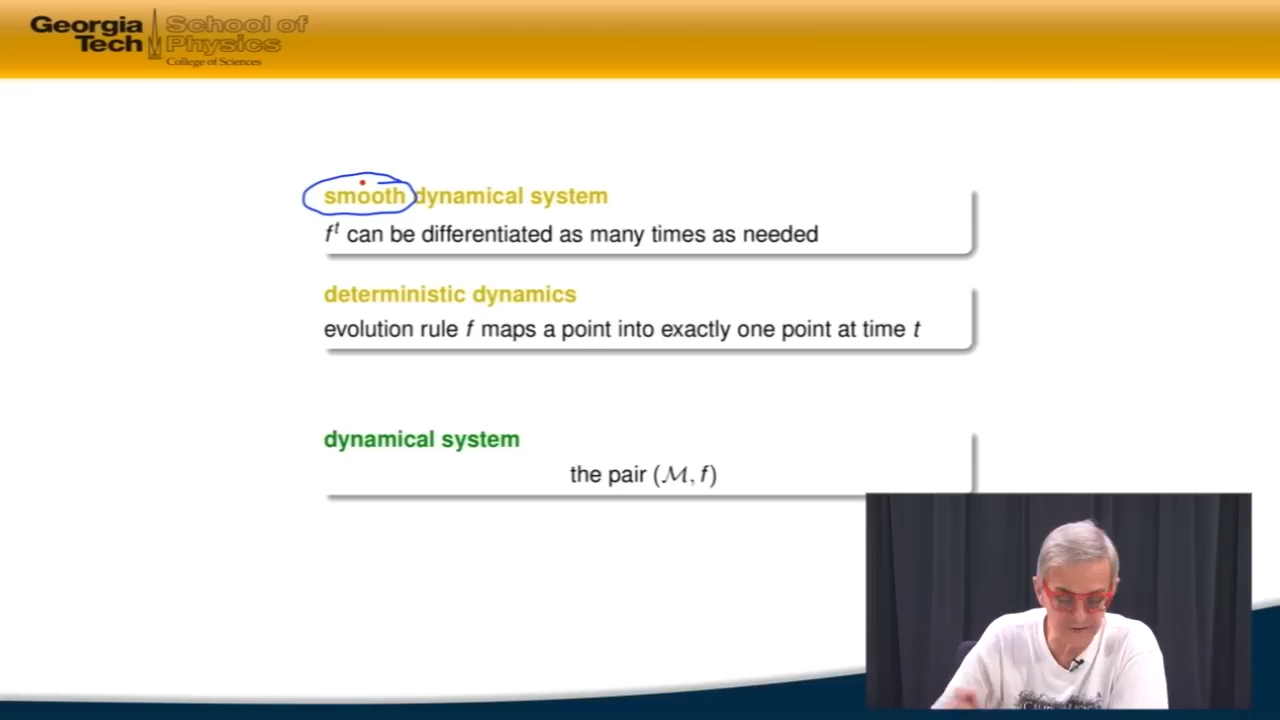 Georgia Tech
School of Physics
College of Sciences
smooth dynamical system
f^t can be differentiated as many times as needed
deterministic dynamics
evolution rule f maps a point into exactly one point at time t
dynamical system
the pair (ℳ, f)